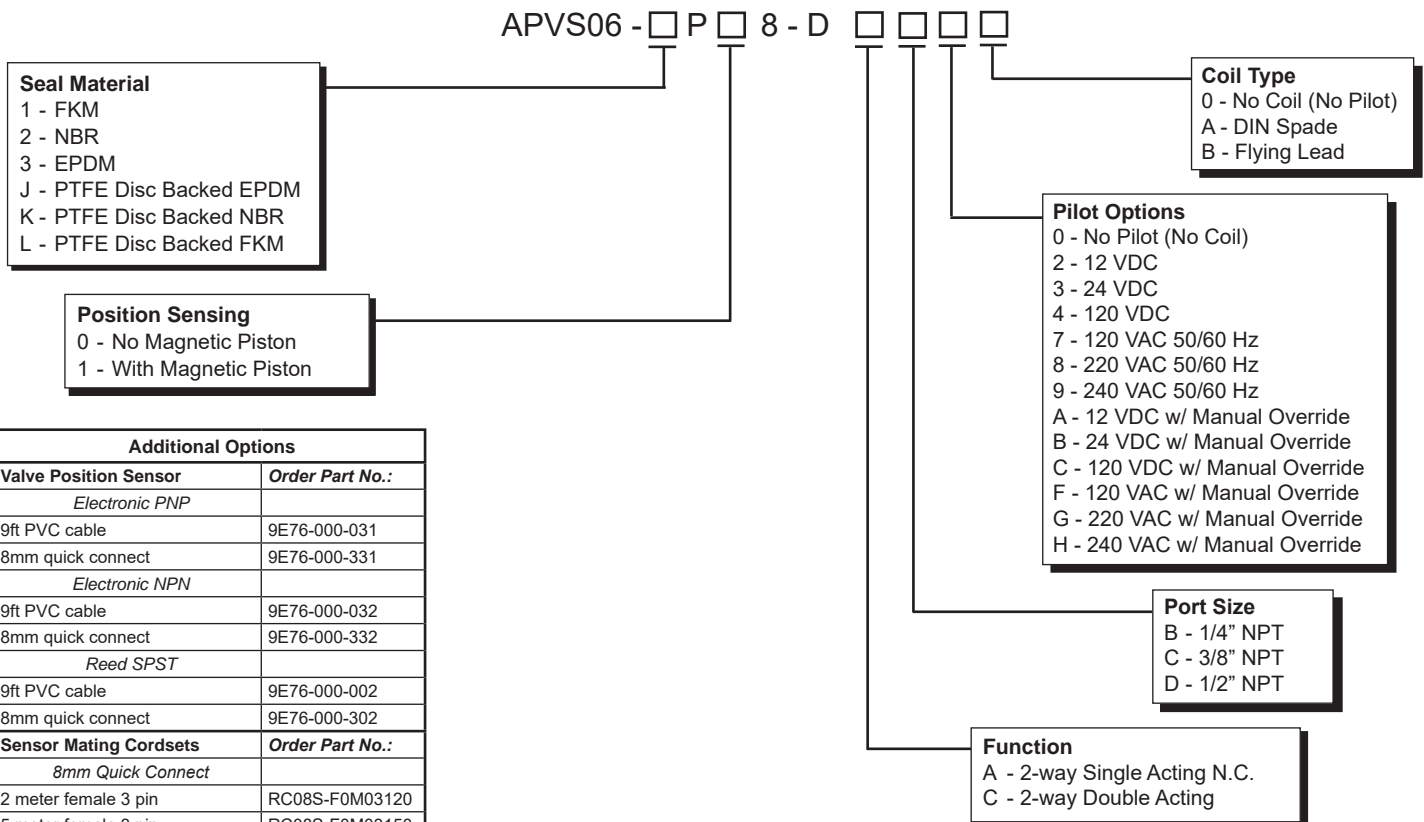 APVS06 - □ P □ 8 - D □ □ □ □
Seal Material
1 - FKM
2 - NBR
3 - EPDM
J - PTFE Disc Backed EPDM
K - PTFE Disc Backed NBR
L - PTFE Disc Backed FKM
Position Sensing
0 - No Magnetic Piston
1 - With Magnetic Piston
Coil Type
0 - No Coil (No Pilot)
A - DIN Spade
B - Flying Lead
Pilot Options
0 - No Pilot (No Coil)
2 - 12 VDC
3 - 24 VDC
4 - 120 VDC
7 - 120 VAC 50/60 Hz
8 - 220 VAC 50/60 Hz
9 - 240 VAC 50/60 Hz
A - 12 VDC w/ Manual Override
B - 24 VDC w/ Manual Override
C - 120 VDC w/ Manual Override
F - 120 VAC w/ Manual Override
G - 220 VAC w/ Manual Override
H - 240 VAC w/ Manual Override
Port Size
B - 1/4” NPT
C - 3/8” NPT
D - 1/2” NPT
Function
A - 2-way Single Acting N.C.
C - 2-way Double Acting
Additional Options
Valve Position Sensor Order Part No.:
Electronic PNP
9ft PVC cable 9E76-000-031
8mm quick connect 9E76-000-331
Electronic NPN
9ft PVC cable 9E76-000-032
8mm quick connect 9E76-000-332
Reed SPST
9ft PVC cable 9E76-000-002
8mm quick connect 9E76-000-302
Sensor Mating Cordsets Order Part No.:
8mm Quick Connect
2 meter female 3 pin RC08S-F0M03120